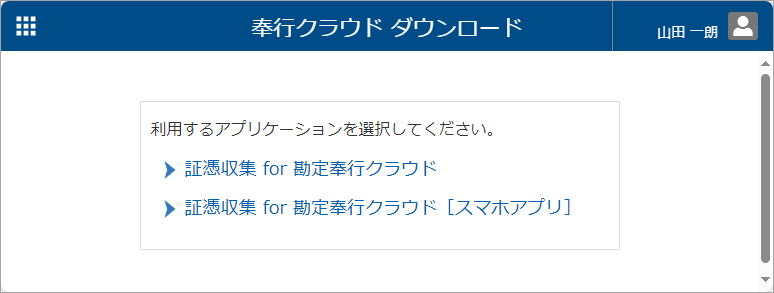 奉行クラウド ダウンロード
山田 一朗
利用するアプリケーションを選択してください。
証憑収集 for 勘定奉行クラウド
証憑収集 for 勘定奉行クラウド［スマホアプリ］